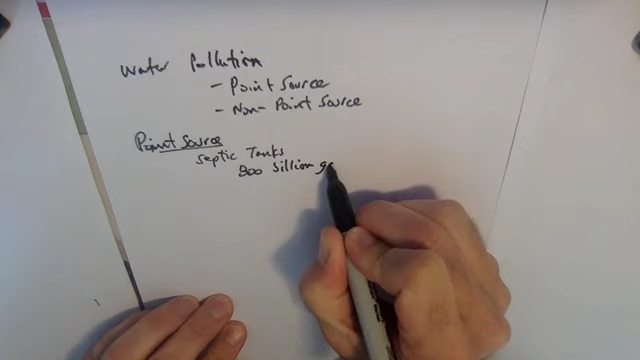 Water Pollution
- Point Source
- Non-Point Source
Point Source
Septic Tanks
800 billion g